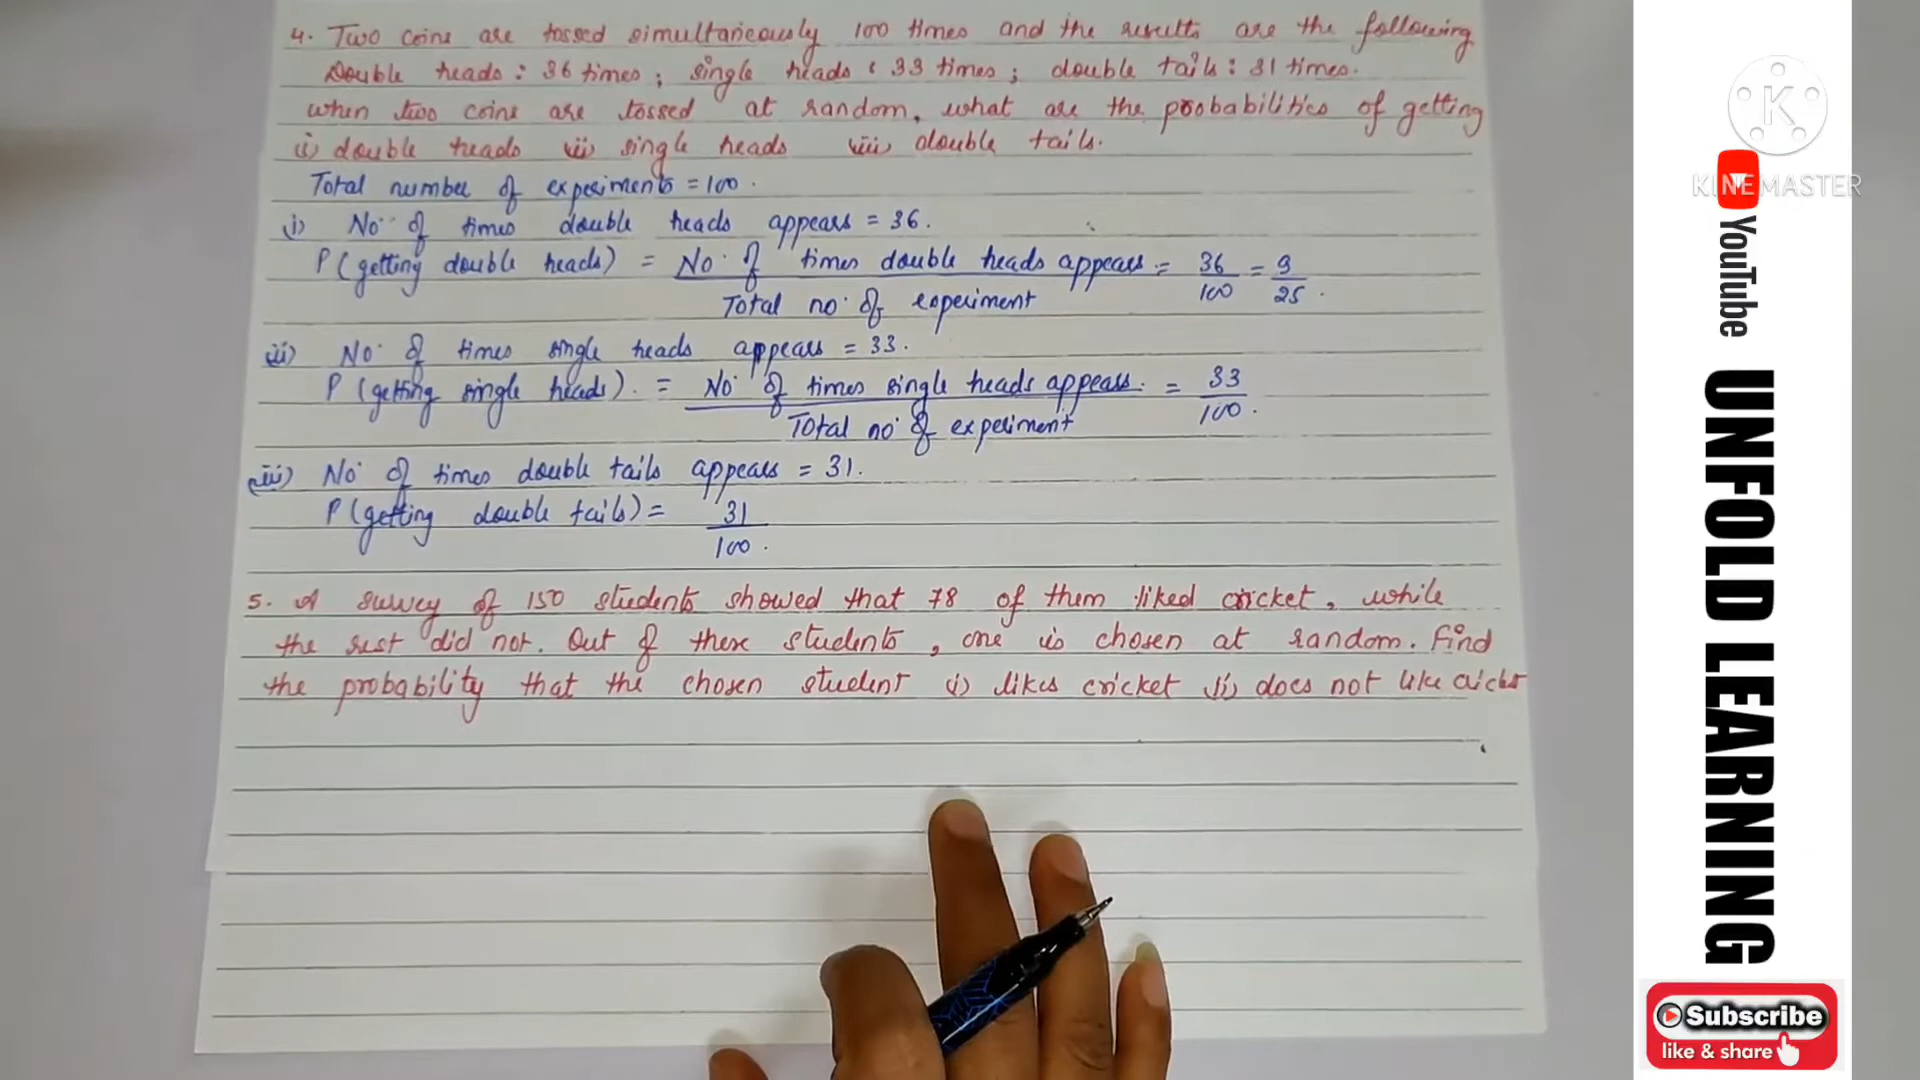 4. Two coins are tossed simultaneously 100 times and the results are the following
Double heads : 36 times ; single heads : 33 times ; double tails : 31 times.
when two coins are tossed at random, what are the probabilities of getting
i) double heads ii) single heads iii) double tails.
Total number of experiments = 100.
i) No. of times double heads appears = 36.
P (getting double heads) = No. of times double heads appears = 36 = 9
Total no. of experiment 100 25.
ii) No. of times single heads appears = 33.
P (getting single heads). = No. of times single heads appears. = 33
Total no. of experiment 100.
iii) No. of times double tails appears = 31.
P (getting double tails) = 31
100.
5. A survey of 150 students showed that 78 of them liked cricket, while
the rest did not. Out of these students, one is chosen at random. Find
the probability that the chosen student i) likes cricket ii) does not like cricket
K
KINEMASTER
YouTube UNFOLD LEARNING
Subscribe
like & share